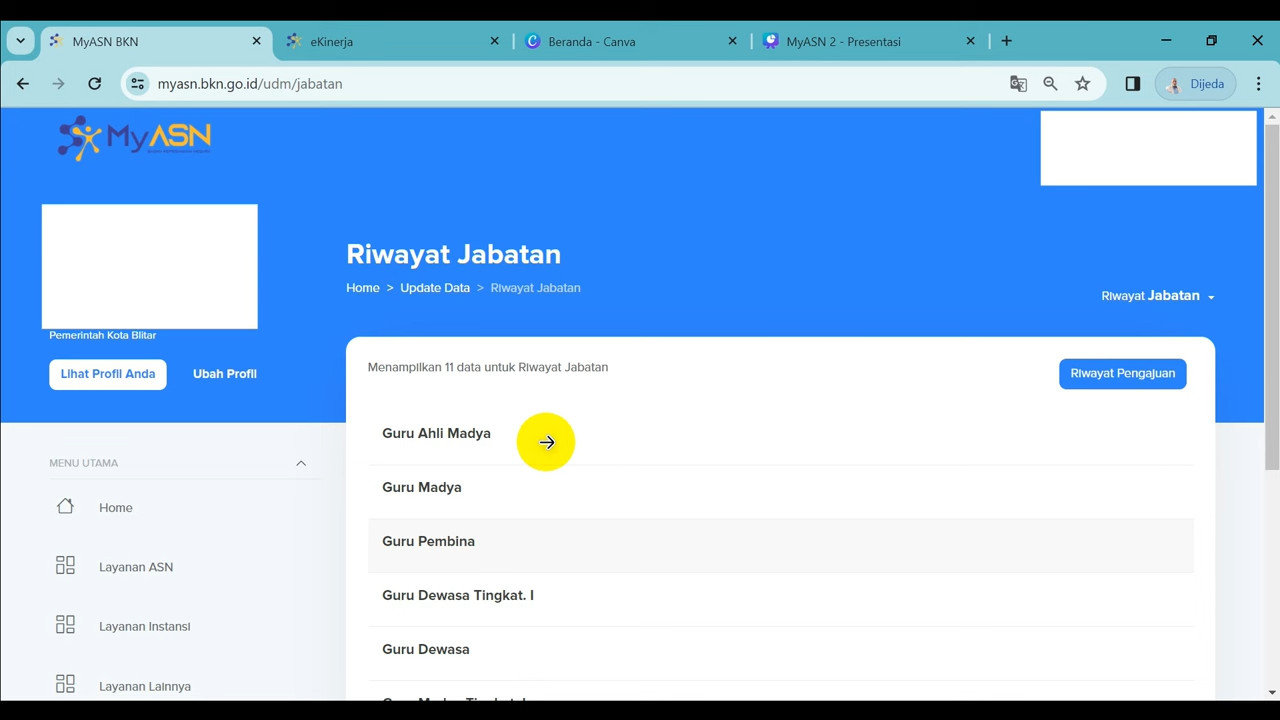 MyASN BKN
eKinerja
Beranda - Canva
MyASN 2 - Presentasi
myasn.bkn.go.id/udm/jabatan
Dijeda
MyASN
Riwayat Jabatan
Home > Update Data > Riwayat Jabatan
Riwayat Jabatan
Pemerintah Kota Blitar
Lihat Profil Anda
Ubah Profil
Menampilkan 11 data untuk Riwayat Jabatan
Riwayat Pengajuan
Guru Ahli Madya
Guru Madya
Guru Pembina
Guru Dewasa Tingkat. I
Guru Dewasa
MENU UTAMA
Home
Layanan ASN
Layanan Instansi
Layanan Lainnya